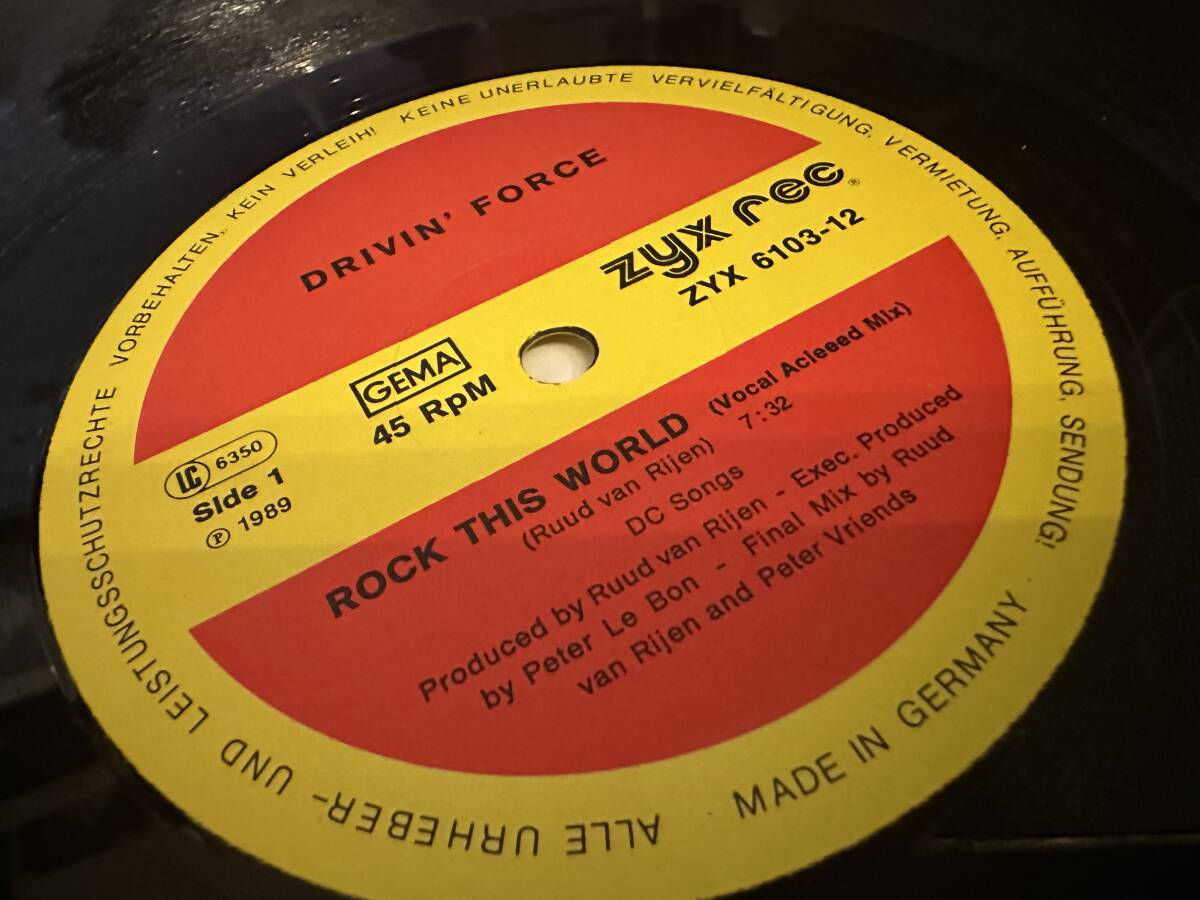 DRIVIN' FORCE
zyx rec®
ZYX 6103-12
GEMA
45 RpM
LC 6350
Side 1
℗ 1989
ROCK THIS WORLD (Vocal Acieeed Mix)
(Ruud van Rijen) 7:32
DC Songs
Produced by Ruud van Rijen - Exec. Produced
by Peter Le Bon - Final Mix by Ruud
van Rijen and Peter Vriends
ALLE URHEBER- UND LEISTUNGSSCHUTZRECHTE VORBEHALTEN, KEIN VERLEIH! KEINE UNERLAUBTE VERVIELFÄLTIGUNG, VERMIETUNG, AUFFÜHRUNG, SENDUNG!
MADE IN GERMANY